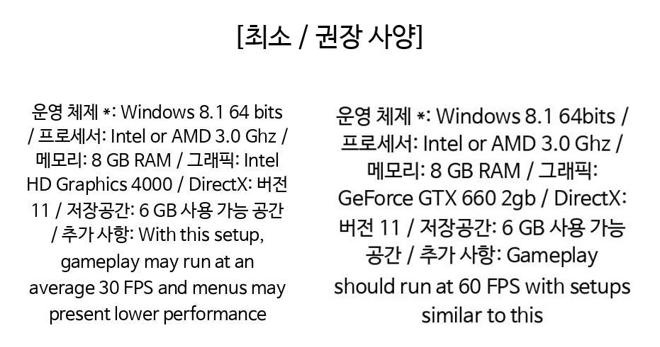 [최소 / 권장 사양]
운영 체제 *: Windows 8.1 64 bits
/ 프로세서: Intel or AMD 3.0 Ghz /
메모리: 8 GB RAM / 그래픽: Intel
HD Graphics 4000 / DirectX: 버전
11 / 저장공간: 6 GB 사용 가능 공간
/ 추가 사항: With this setup,
gameplay may run at an
average 30 FPS and menus may
present lower performance
운영 체제 *: Windows 8.1 64bits /
프로세서: Intel or AMD 3.0 Ghz /
메모리: 8 GB RAM / 그래픽:
GeForce GTX 660 2gb / DirectX:
버전 11 / 저장공간: 6 GB 사용 가능
공간 / 추가 사항: Gameplay
should run at 60 FPS with setups
similar to this